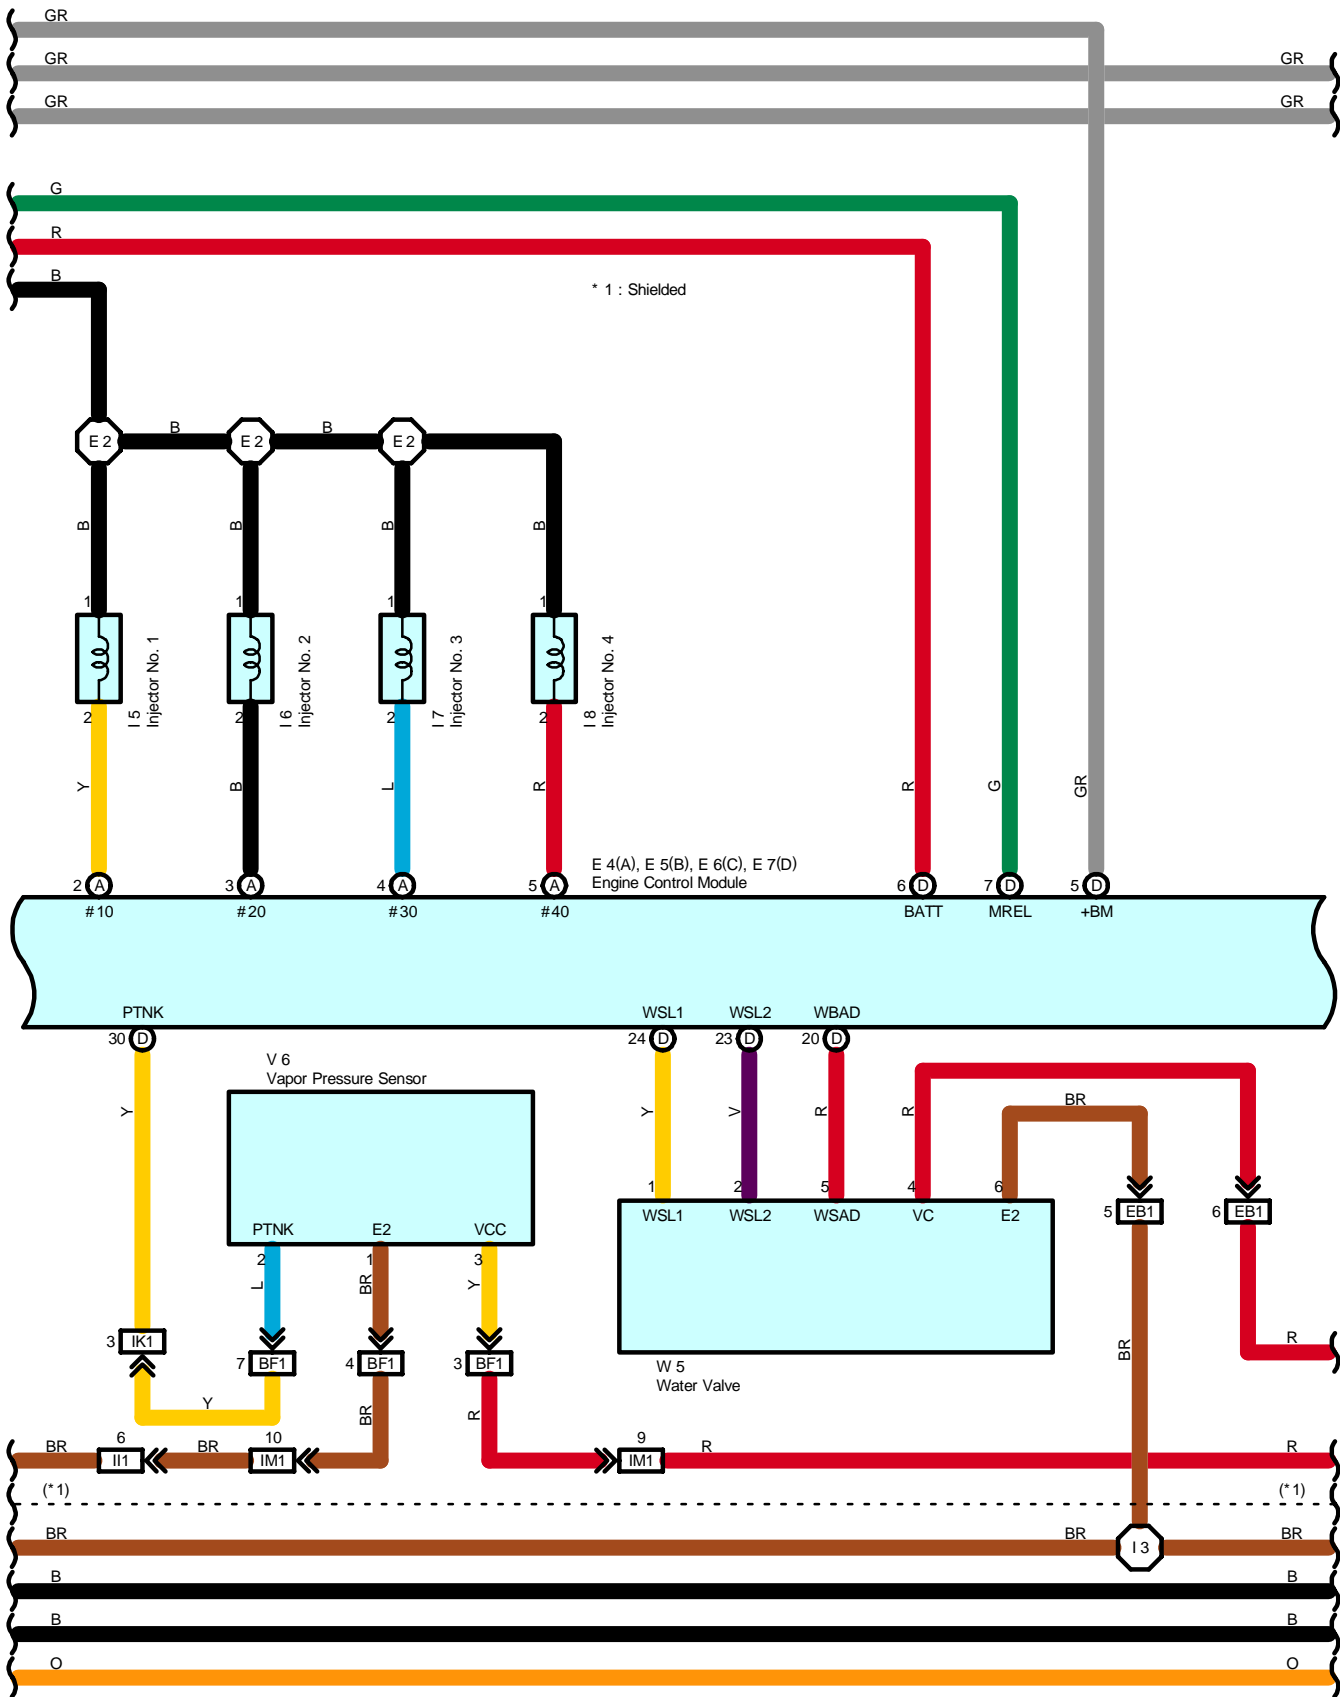 GR
GR GR
GR GR
G
R
B
* 1 : Shielded
E 2 B E 2 B E 2
B B B B
1 1 1 1
I 5
Injector No. 1
I 6
Injector No. 2
I 7
Injector No. 3
I 8
Injector No. 4
2 2 2 2
Y B L R R G GR
E 4(A), E 5(B), E 6(C), E 7(D)
Engine Control Module
2 A 3 A 4 A 5 A 6 D 7 D 5 D
#10 #20 #30 #40 BATT MREL +BM
PTNK WSL1 WSL2 WBAD
30 D 24 D 23 D 20 D
V 6
Vapor Pressure Sensor
Y Y V R R BR
1 2 5 4 6
WSL1 WSL2 WSAD VC E2
5 EB1 6 EB1
PTNK E2 VCC
2 1 3
L BR Y
3 IK1 7 BF1 4 BF1 3 BF1
BR R
W 5
Water Valve
Y BR R
6 10 9
BR II1 BR IM1 IM1 R R
(*1) (*1)
BR BR I 3 BR
B B
B B
O O